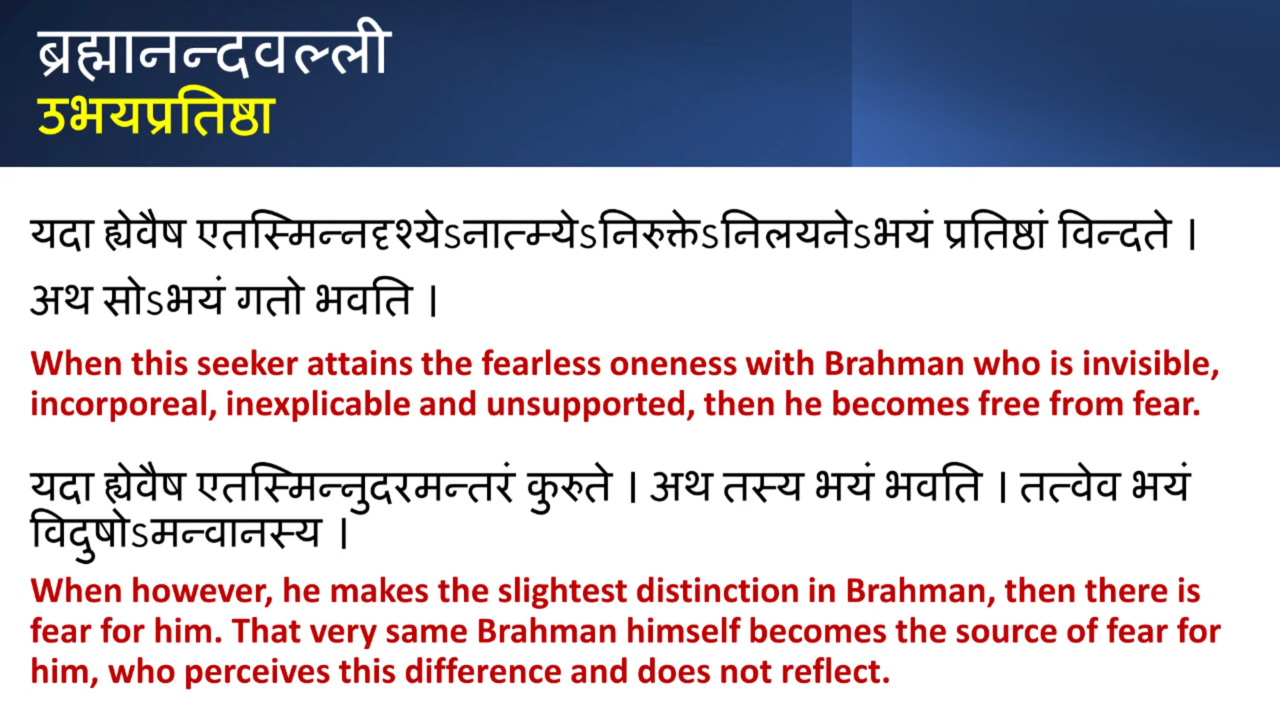 ब्रह्मानन्दवल्ली
उभयप्रतिष्ठा
यदा ह्येवैष एतस्मिन्नदृश्येऽनात्म्येऽनिरुक्तेऽनिलयनेऽभयं प्रतिष्ठां विन्दते ।
अथ सोऽभयं गतो भवति ।
When this seeker attains the fearless oneness with Brahman who is invisible,
incorporeal, inexplicable and unsupported, then he becomes free from fear.
यदा ह्येवैष एतस्मिन्नुदरमन्तरं कुरुते । अथ तस्य भयं भवति । तत्वेव भयं
विदुषोऽमन्वानस्य ।
When however, he makes the slightest distinction in Brahman, then there is
fear for him. That very same Brahman himself becomes the source of fear for
him, who perceives this difference and does not reflect.